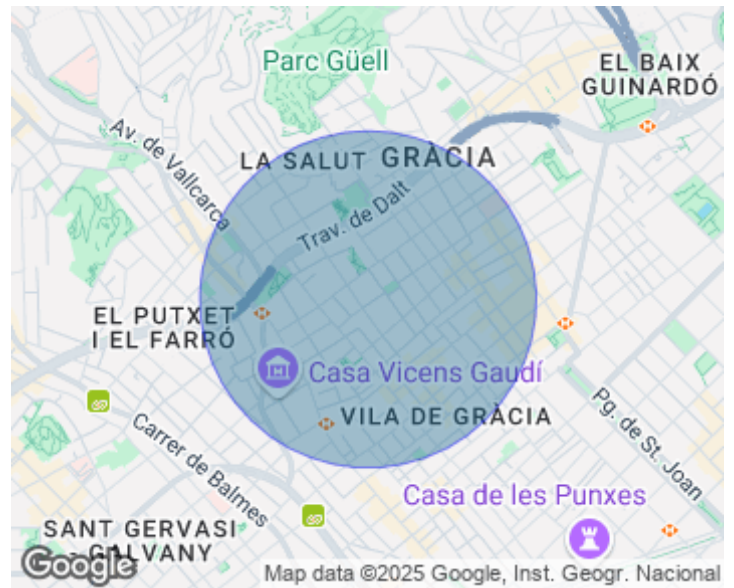 Parc Güell
EL BAIX
GUINARDÓ
Av. de Vallcarca
LA SALUT
GRÀCIA
Trav. de Dalt
EL PUTXET
I EL FARRÓ
Casa Vicens Gaudí
VILA DE GRÀCIA
Carrer de Balmes
Pg. de St. Joan
Casa de les Punxes
SANT GERVASI
- GALVANY
Google
Map data ©2025 Google, Inst. Geogr. Nacional